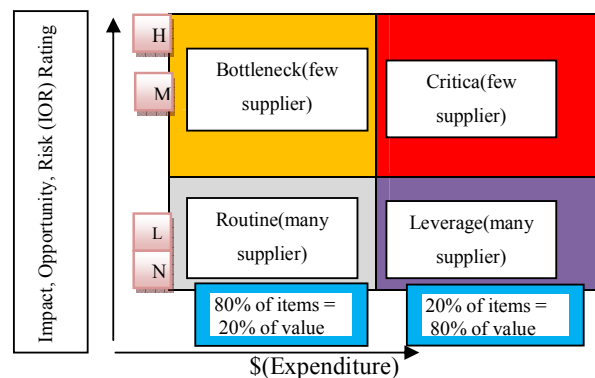 Impact, Opportunity, Risk (IOR) Rating
H
M
L
N
Bottleneck(few
supplier)
Critica(few
supplier)
Routine(many
supplier)
Leverage(many
supplier)
80% of items =
20% of value
20% of items =
80% of value
$(Expenditure)